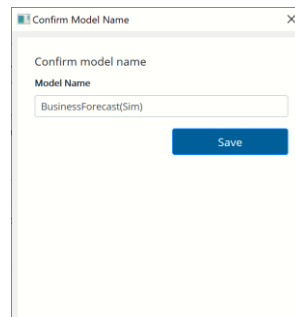 Confirm Model Name
Confirm model name
Model Name
BusinessForecast(Sim)
Save